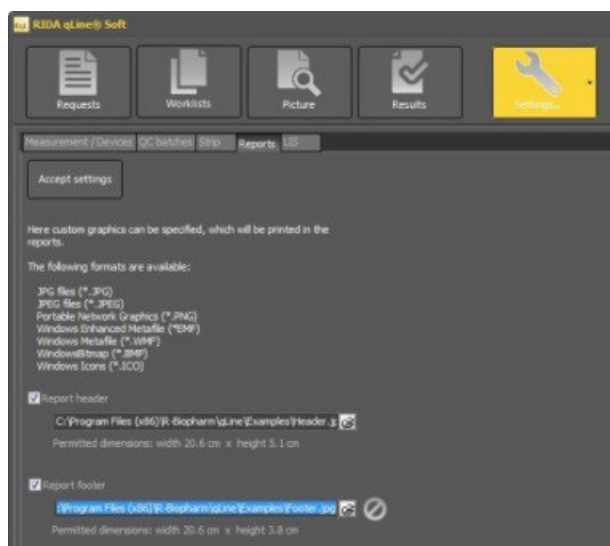 RIDA qLine® Soft
Requests
Worklists
Picture
Results
Settings...
Measurement / Devices
QC batches
Strip
Reports
LIS
Accept settings
Here custom graphics can be specified, which will be printed in the
reports.
The following formats are available:
JPG files (*.JPG)
JPEG files (*.JPEG)
Portable Network Graphics (*.PNG)
Windows Enhanced Metafile (*EMF)
Windows Metafile (*.WMF)
WindowsBitmap (*.BMP)
Windows Icons (*.ICO)
Report header
C:\Program Files (x86)\R-Biopharm\qLine\Examples\Header.j
Permitted dimensions: width 20.6 cm x height 5.1 cm
Report footer
:\Program Files (x86)\R-Biopharm\qLine\Examples\Footer.jpg
Permitted dimensions: width 20.6 cm x height 3.8 cm